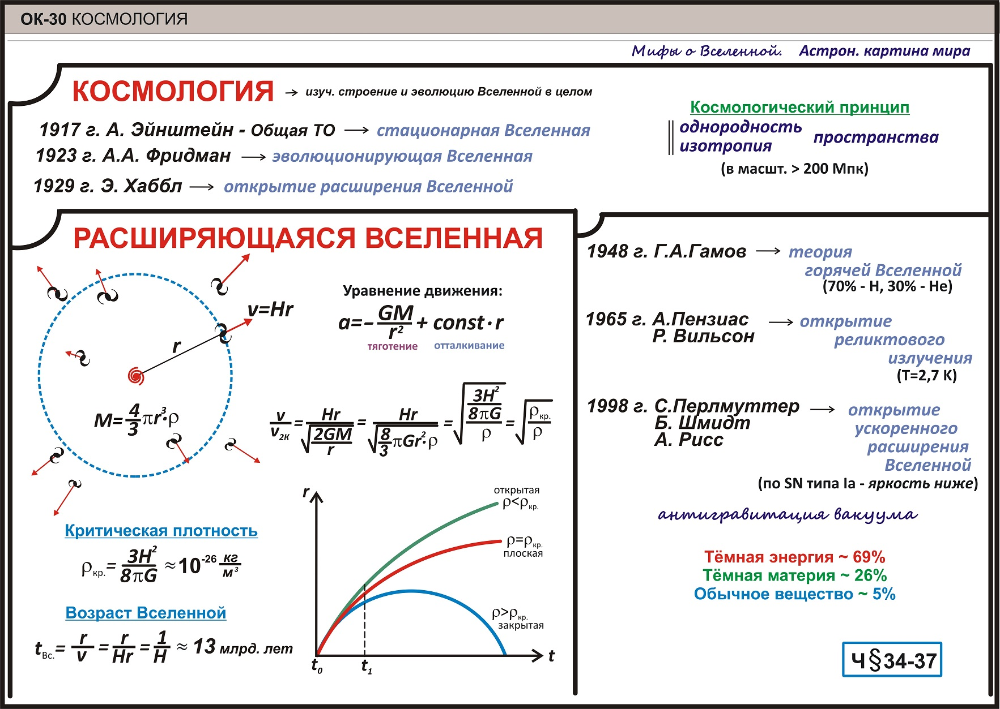 ОК-30 КОСМОЛОГИЯ
Мифы о Вселенной. Астрон. картина мира
КОСМОЛОГИЯ → изуч. строение и эволюцию Вселенной в целом
1917 г. А. Эйнштейн - Общая ТО → стационарная Вселенная
1923 г. А.А. Фридман → эволюционирующая Вселенная
1929 г. Э. Хаббл → открытие расширения Вселенной
Космологический принцип
однородность
изотропия пространства
(в масшт. > 200 Мпк)
РАСШИРЯЮЩАЯСЯ ВСЕЛЕННАЯ
v=Hr
r
M=4/3 πr³·ρ
Уравнение движения:
a=−GM/r² + const·r
тяготение отталкивание
v/v₂ₖ = Hr/√(2GM/r) = Hr/√(8/3 πGr²·ρ) = √((3H²/8πG)/ρ) = √(ρкр./ρ)
Критическая плотность
ρкр.= 3H²/8πG ≈10⁻²⁶ кг/м³
Возраст Вселенной
tВс.= r/v = r/Hr = 1/H ≈ 13 млрд. лет
r
открытая
ρ<ρкр.
ρ=ρкр.
плоская
ρ>ρкр.
закрытая
t
t₀ t₁
1948 г. Г.А.Гамов → теория
горячей Вселенной
(70% - H, 30% - He)
1965 г. А.Пензиас → открытие
Р. Вильсон реликтового
излучения
(T=2,7 K)
1998 г. С.Перлмуттер → открытие
Б. Шмидт ускоренного
А. Рисс расширения
Вселенной
(по SN типа Ia - яркость ниже)
антигравитация вакуума
Тёмная энергия ~ 69%
Тёмная материя ~ 26%
Обычное вещество ~ 5%
Ч§34-37